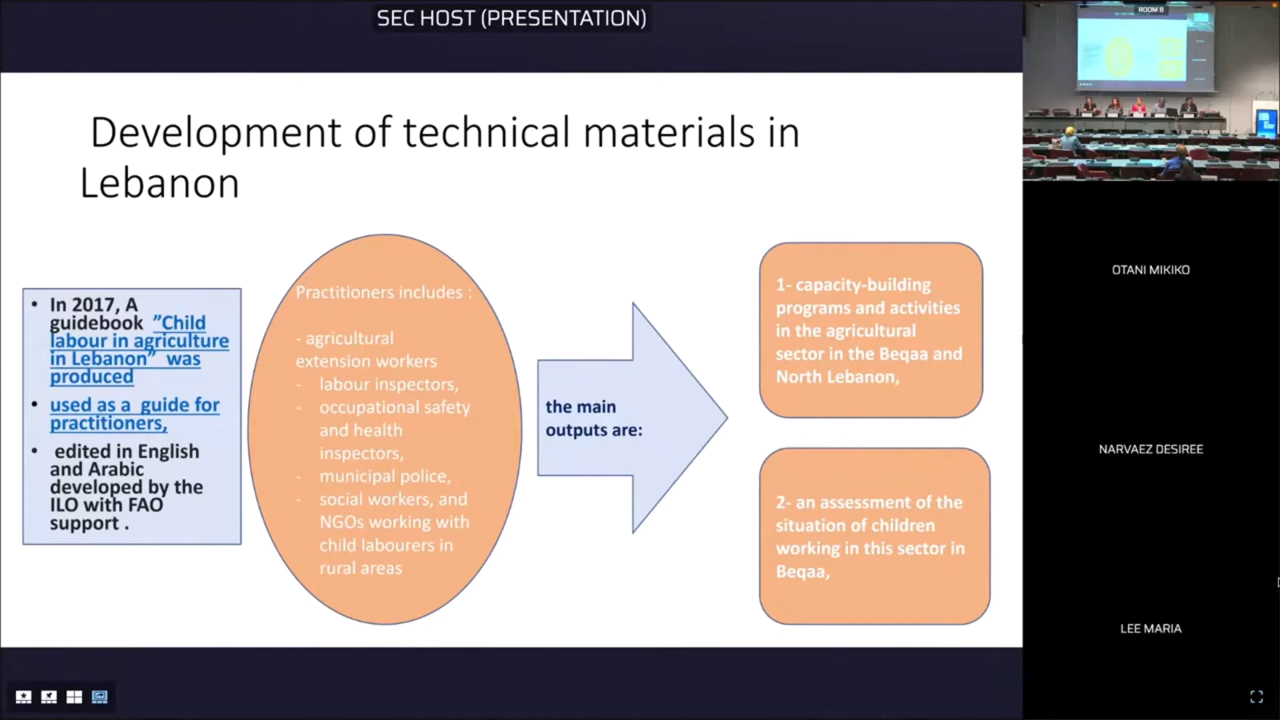 SEC HOST (PRESENTATION)
ROOM B
Development of technical materials in
Lebanon
• In 2017, A
guidebook ”Child
labour in agriculture
in Lebanon” was
produced
• used as a guide for
practitioners,
• edited in English
and Arabic
developed by the
ILO with FAO
support .
Practitioners includes :
- agricultural
extension workers
- labour inspectors,
- occupational safety
and health
inspectors,
- municipal police,
- social workers, and
NGOs working with
child labourers in
rural areas
the main
outputs are:
1- capacity-building
programs and activities
in the agricultural
sector in the Beqaa and
North Lebanon,
2- an assessment of the
situation of children
working in this sector in
Beqaa,
OTANI MIKIKO
NARVAEZ DESIREE
LEE MARIA